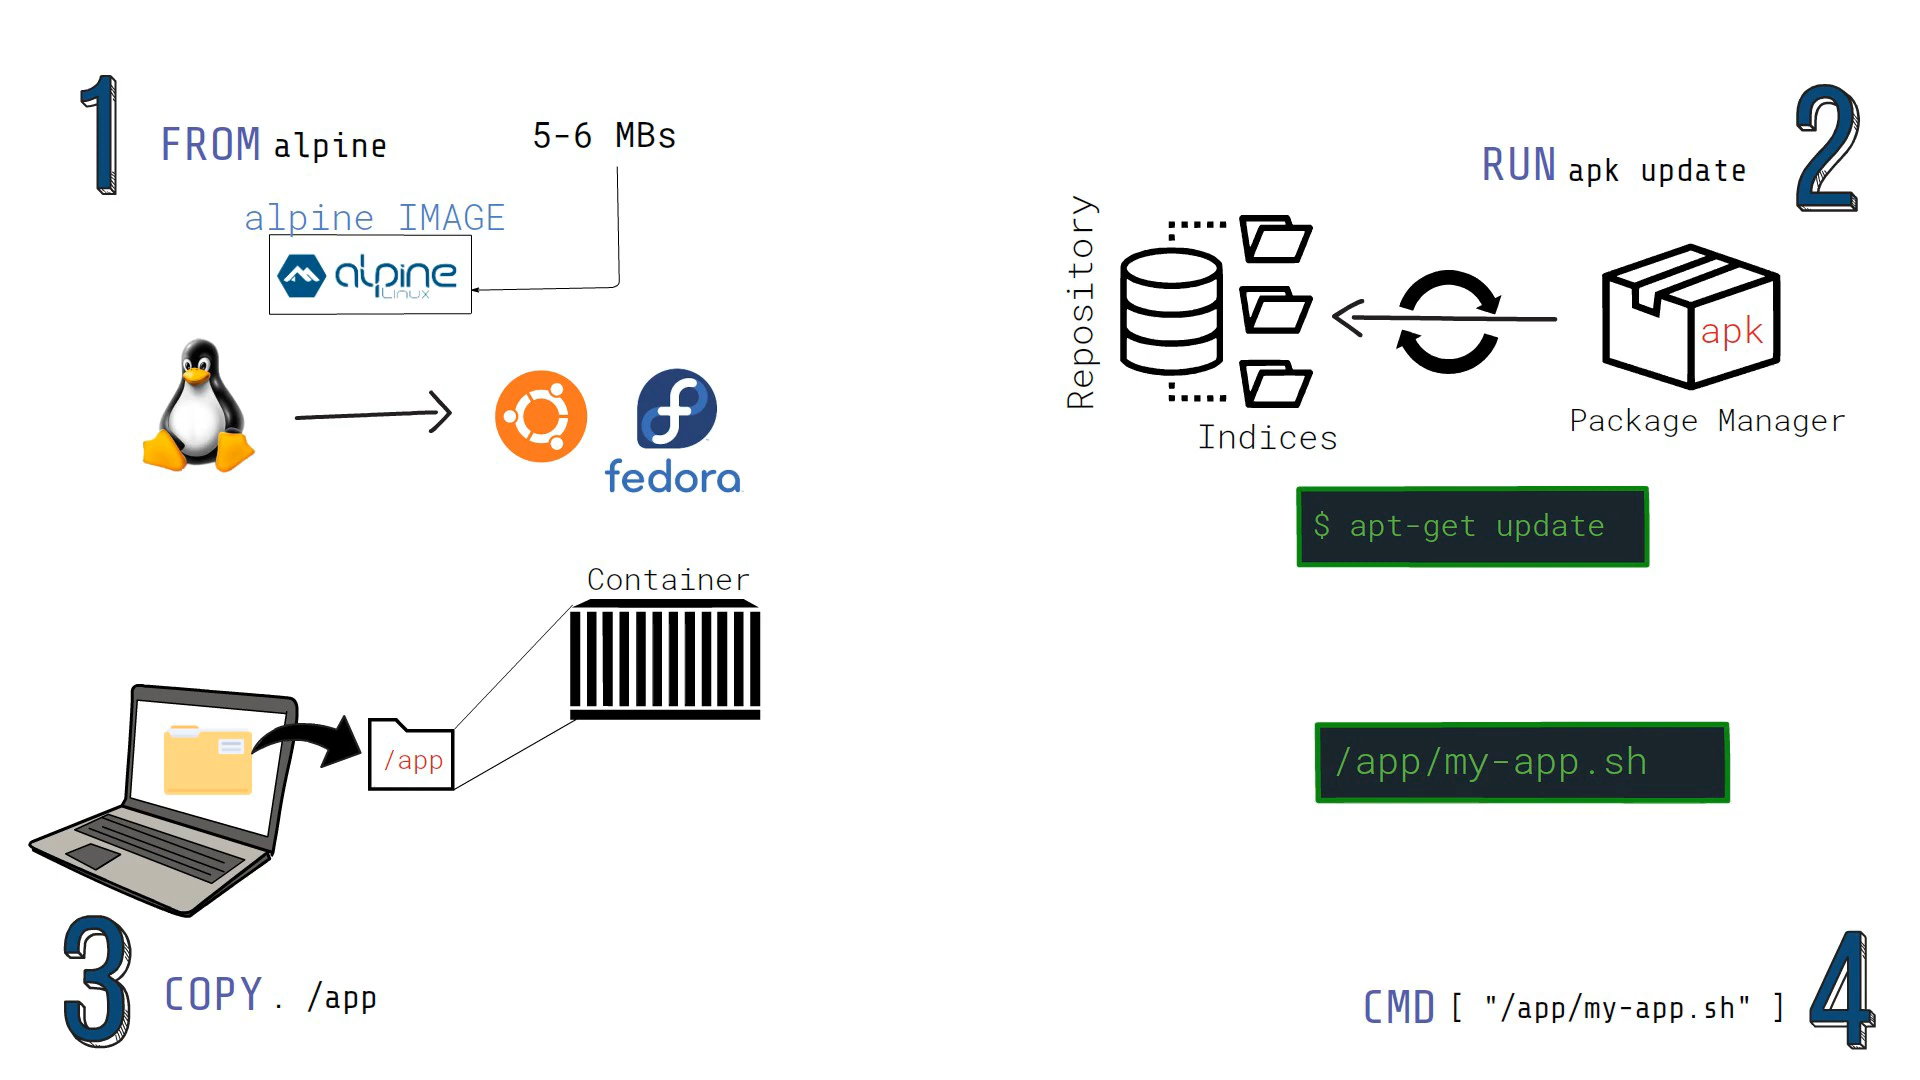 1
FROM alpine
5-6 MBs
alpine IMAGE
alpine
LINUX
fedora
2
RUN apk update
Repository
Indices
apk
Package Manager
$ apt-get update
Container
/app
3
COPY . /app
/app/my-app.sh
4
CMD [ "/app/my-app.sh" ]